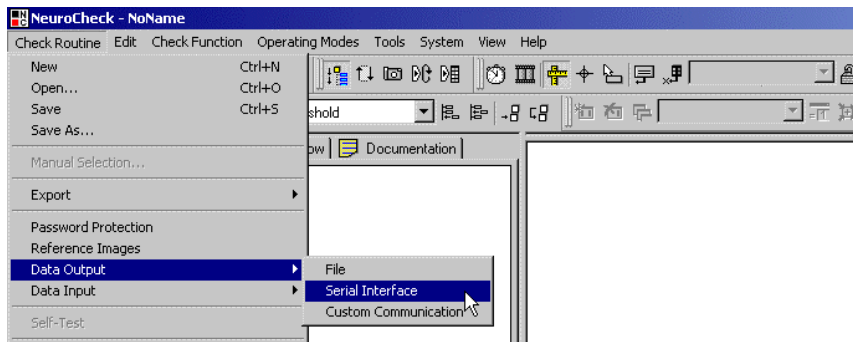 NeuroCheck - NoName
Check Routine Edit Check Function Operating Modes Tools System View Help
New Ctrl+N
Open... Ctrl+O
Save Ctrl+S
shold
Save As...
ow Documentation
Manual Selection...
Export
Password Protection
Reference Images
Data Output File
Data Input Serial Interface
Custom Communication
Self-Test